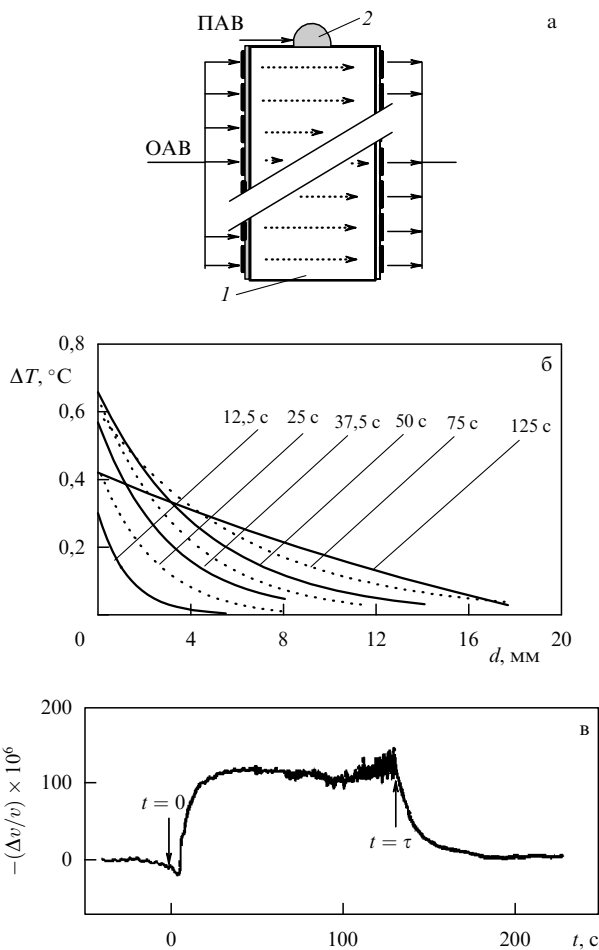 ПАВ
2
а
ОАВ
1
0,8
б
ΔT, °C
0,6
12,5 с
25 с
37,5 с
50 с
75 с
125 с
0,4
0,2
0
4
8
12
16
20
d, мм
200
в
−(Δv/v) × 10⁶
t = 0
100
t = τ
0
0
100
200
t, с